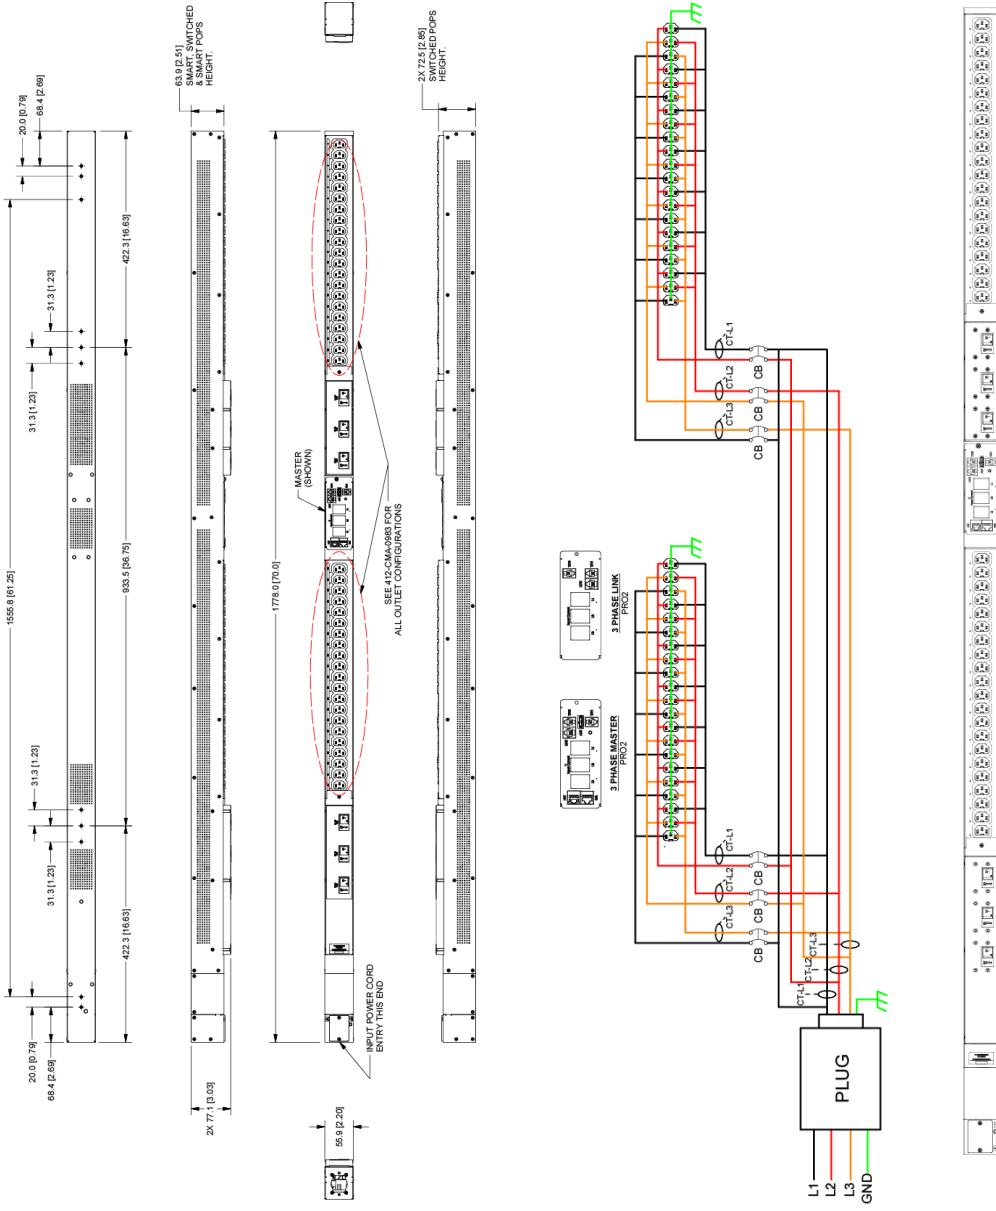 20.0 [0.79]
68.4 [2.69]
1555.6 [61.25]
31.3 [1.23]
31.3 [1.23]
422.3 [16.63]
933.5 [36.75]
31.3 [1.23]
31.3 [1.23]
422.3 [16.63]
20.0 [0.79]
68.4 [2.69]
63.9 [2.51]
SMART, SWITCHED
& SMART POPS
HEIGHT.
2X 77.1 [3.03]
1778.0 [70.0]
MASTER
(SHOWN)
SEE 412-CMA-0983 FOR
ALL OUTLET CONFIGURATIONS
INPUT POWER CORD
ENTRY THIS END
55.9 [2.20]
2X 72.5 [2.85]
SWITCHED POPS
HEIGHT.
3 PHASE LINK
PRO2
3 PHASE MASTER
PRO2
CT-L1
CB
CT-L2
CB
CT-L3
CB
CT-L1
CB
CT-L2
CB
CT-L3
CB
CT-L1
CT-L2
CT-L3
PLUG
L1
L2
L3
GND